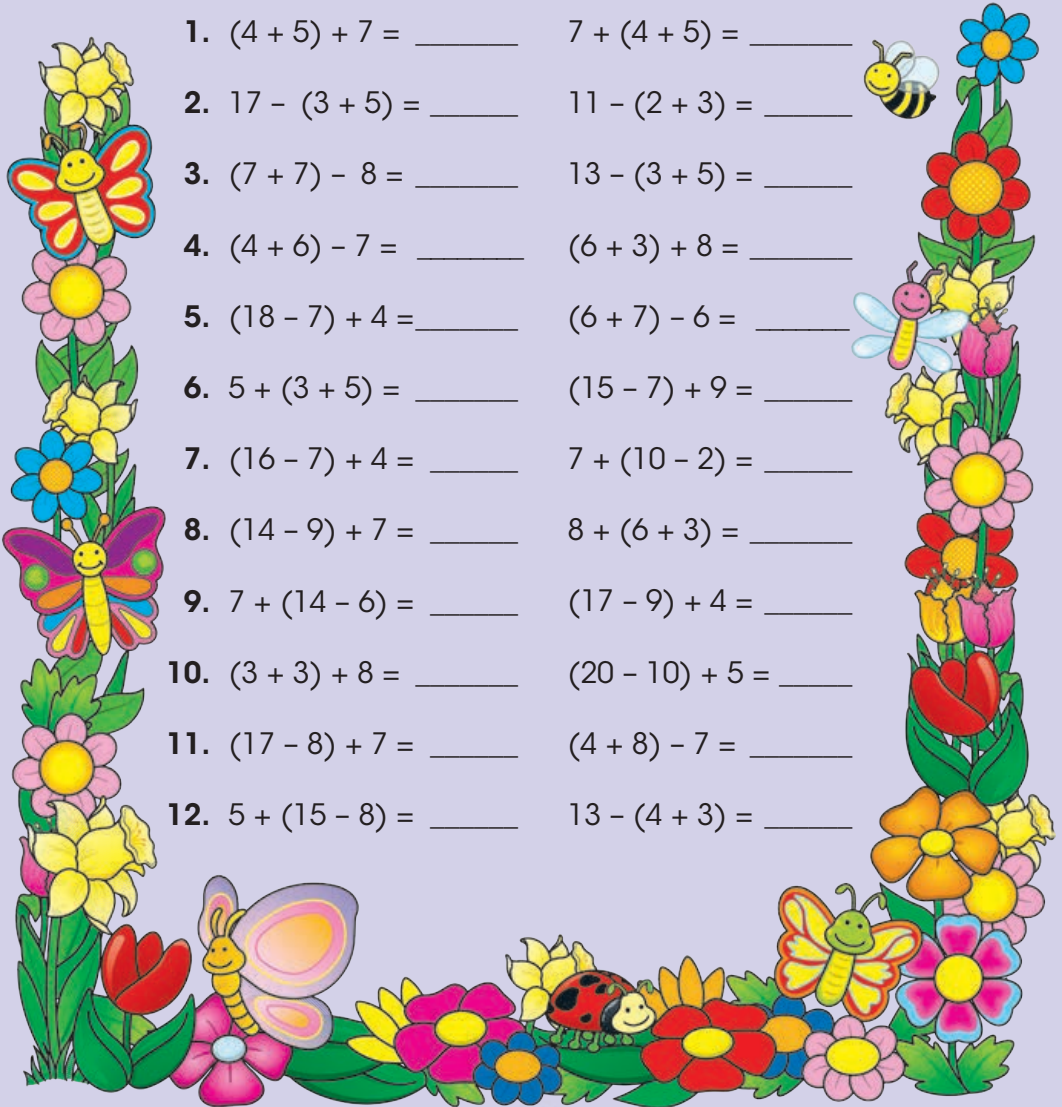 1. (4 + 5) + 7 = ______ 7 + (4 + 5) = ______
2. 17 – (3 + 5) = ______ 11 – (2 + 3) = ______
3. (7 + 7) – 8 = ______ 13 – (3 + 5) = ______
4. (4 + 6) – 7 = ______ (6 + 3) + 8 = ______
5. (18 – 7) + 4 =______ (6 + 7) – 6 = ______
6. 5 + (3 + 5) = ______ (15 – 7) + 9 = ______
7. (16 – 7) + 4 = ______ 7 + (10 – 2) = ______
8. (14 – 9) + 7 = ______ 8 + (6 + 3) = ______
9. 7 + (14 – 6) = ______ (17 – 9) + 4 = ______
10. (3 + 3) + 8 = ______ (20 – 10) + 5 = ______
11. (17 – 8) + 7 = ______ (4 + 8) – 7 = ______
12. 5 + (15 – 8) = ______ 13 – (4 + 3) = ______